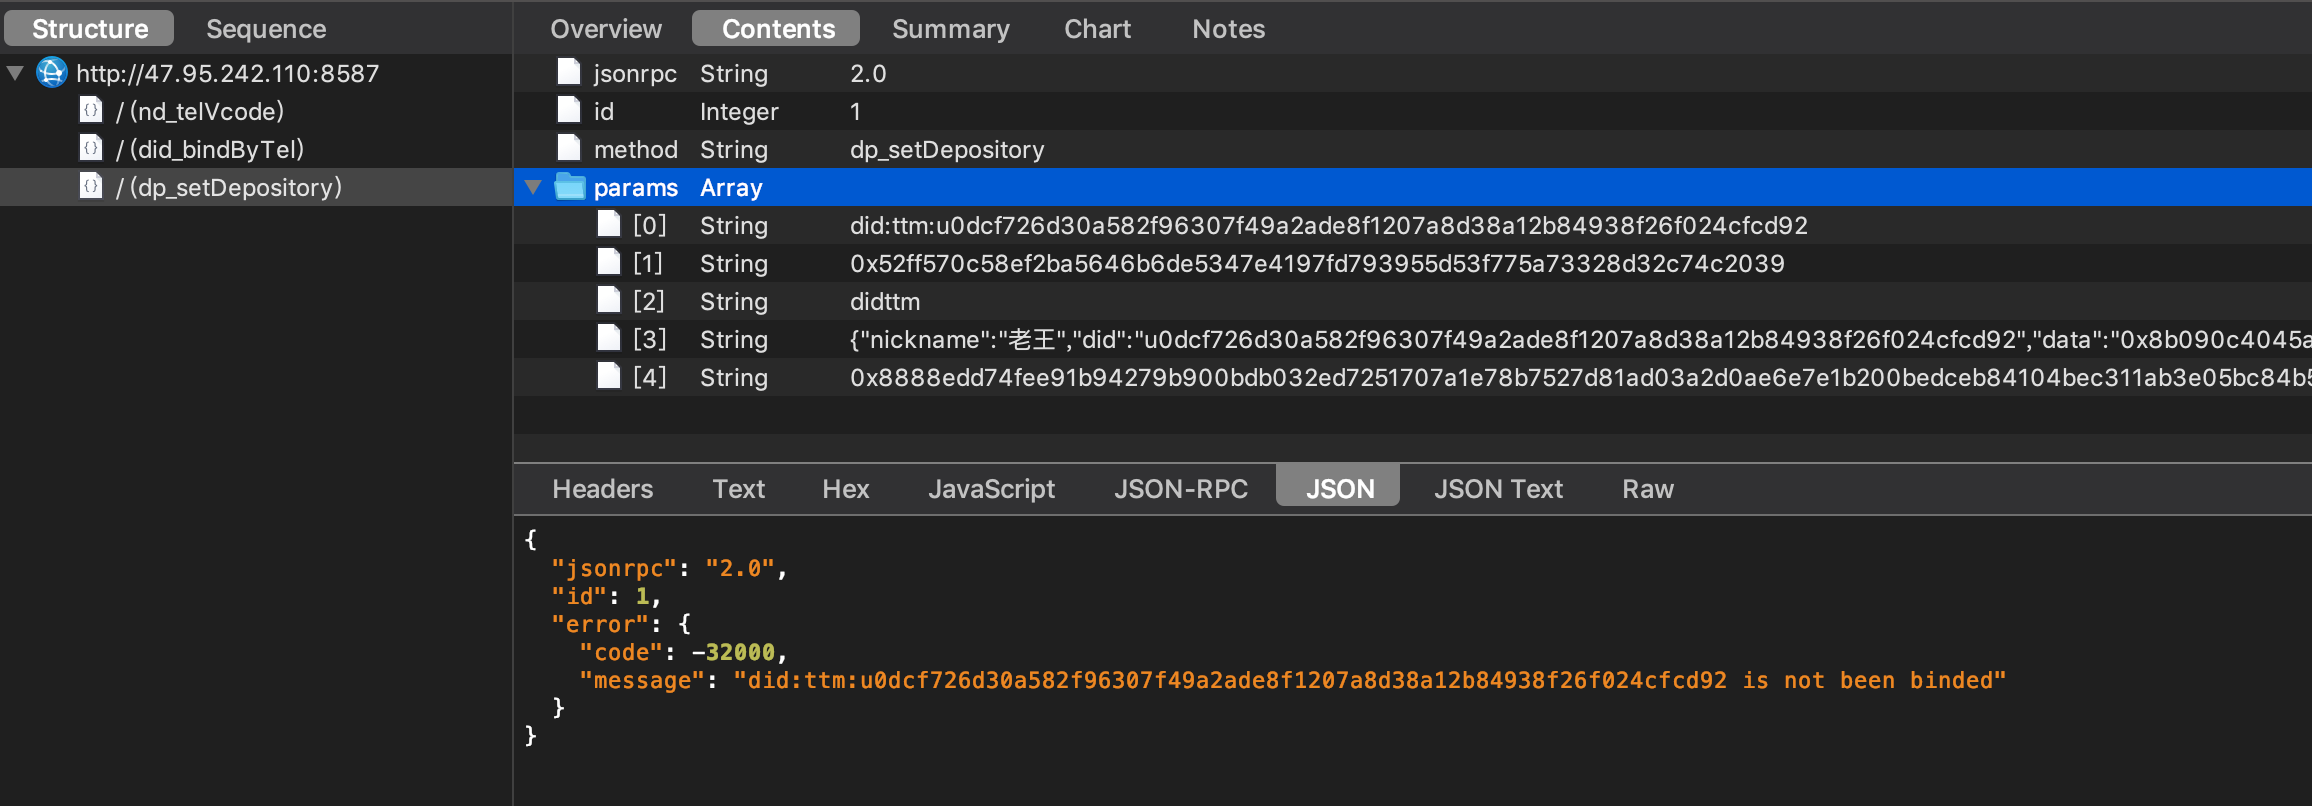 Structure Sequence
http://47.95.242.110:8587
/ (nd_telVcode)
/ (did_bindByTel)
/ (dp_setDepository)
Overview Contents Summary Chart Notes
jsonrpc String 2.0
id Integer 1
method String dp_setDepository
params Array
[0] String did:ttm:u0dcf726d30a582f96307f49a2ade8f1207a8d38a12b84938f26f024cfcd92
[1] String 0x52ff570c58ef2ba5646b6de5347e4197fd793955d53f775a73328d32c74c2039
[2] String didttm
[3] String {"nickname":"老王","did":"u0dcf726d30a582f96307f49a2ade8f1207a8d38a12b84938f26f024cfcd92","data":"0x8b090c4045a
[4] String 0x8888edd74fee91b94279b900bdb032ed7251707a1e78b7527d81ad03a2d0ae6e7e1b200bedceb84104bec311ab3e05bc84b5
Headers Text Hex JavaScript JSON-RPC JSON JSON Text Raw
{
"jsonrpc": "2.0",
"id": 1,
"error": {
"code": -32000,
"message": "did:ttm:u0dcf726d30a582f96307f49a2ade8f1207a8d38a12b84938f26f024cfcd92 is not been binded"
}
}